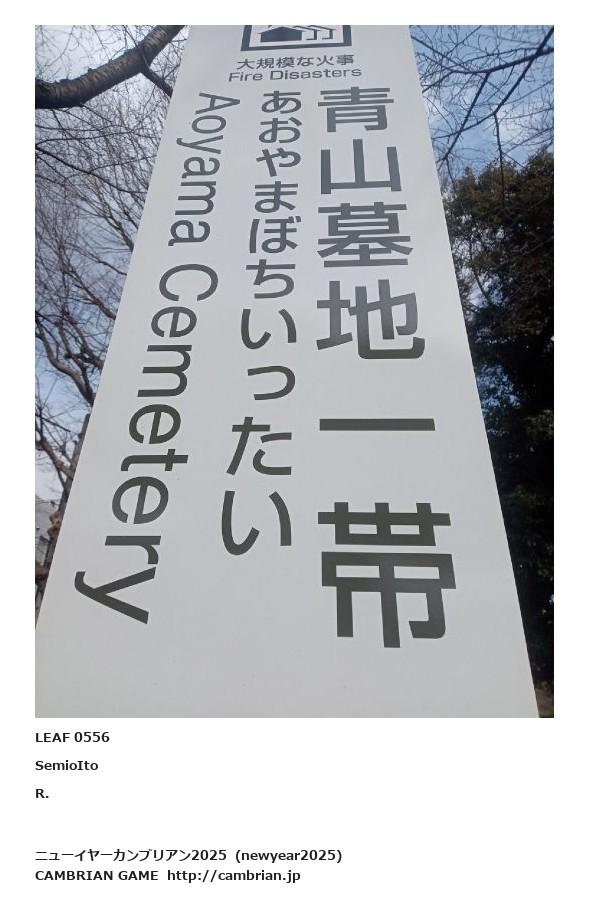 大規模な火事
Fire Disasters
青山墓地一帯
あおやまぼちいったい
Aoyama Cemetery
LEAF 0556
SemioIto
R.
ニューイヤーカンブリアン2025 (newyear2025)
CAMBRIAN GAME http://cambrian.jp